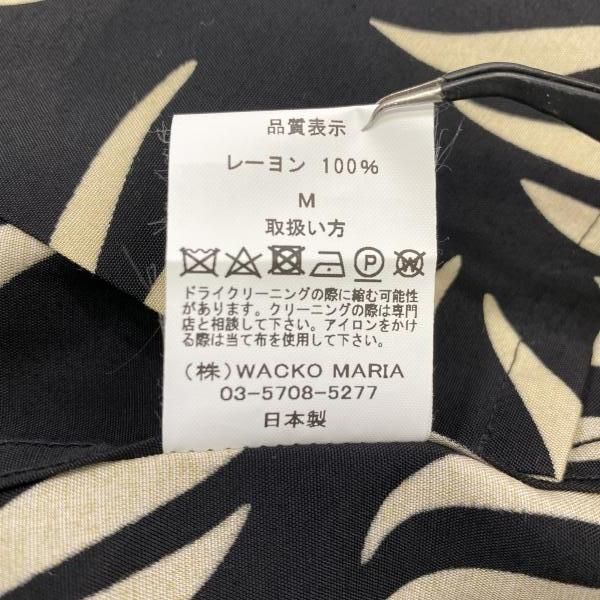 品質表示
レーヨン 100%
M
取扱い方
P W
ドライクリーニングの際に縮む可能性
があります。クリーニングの際は専門
店と相談して下さい。アイロンをかけ
る際は当て布を使用して下さい。
(株)WACKO MARIA
03-5708-5277
日本製